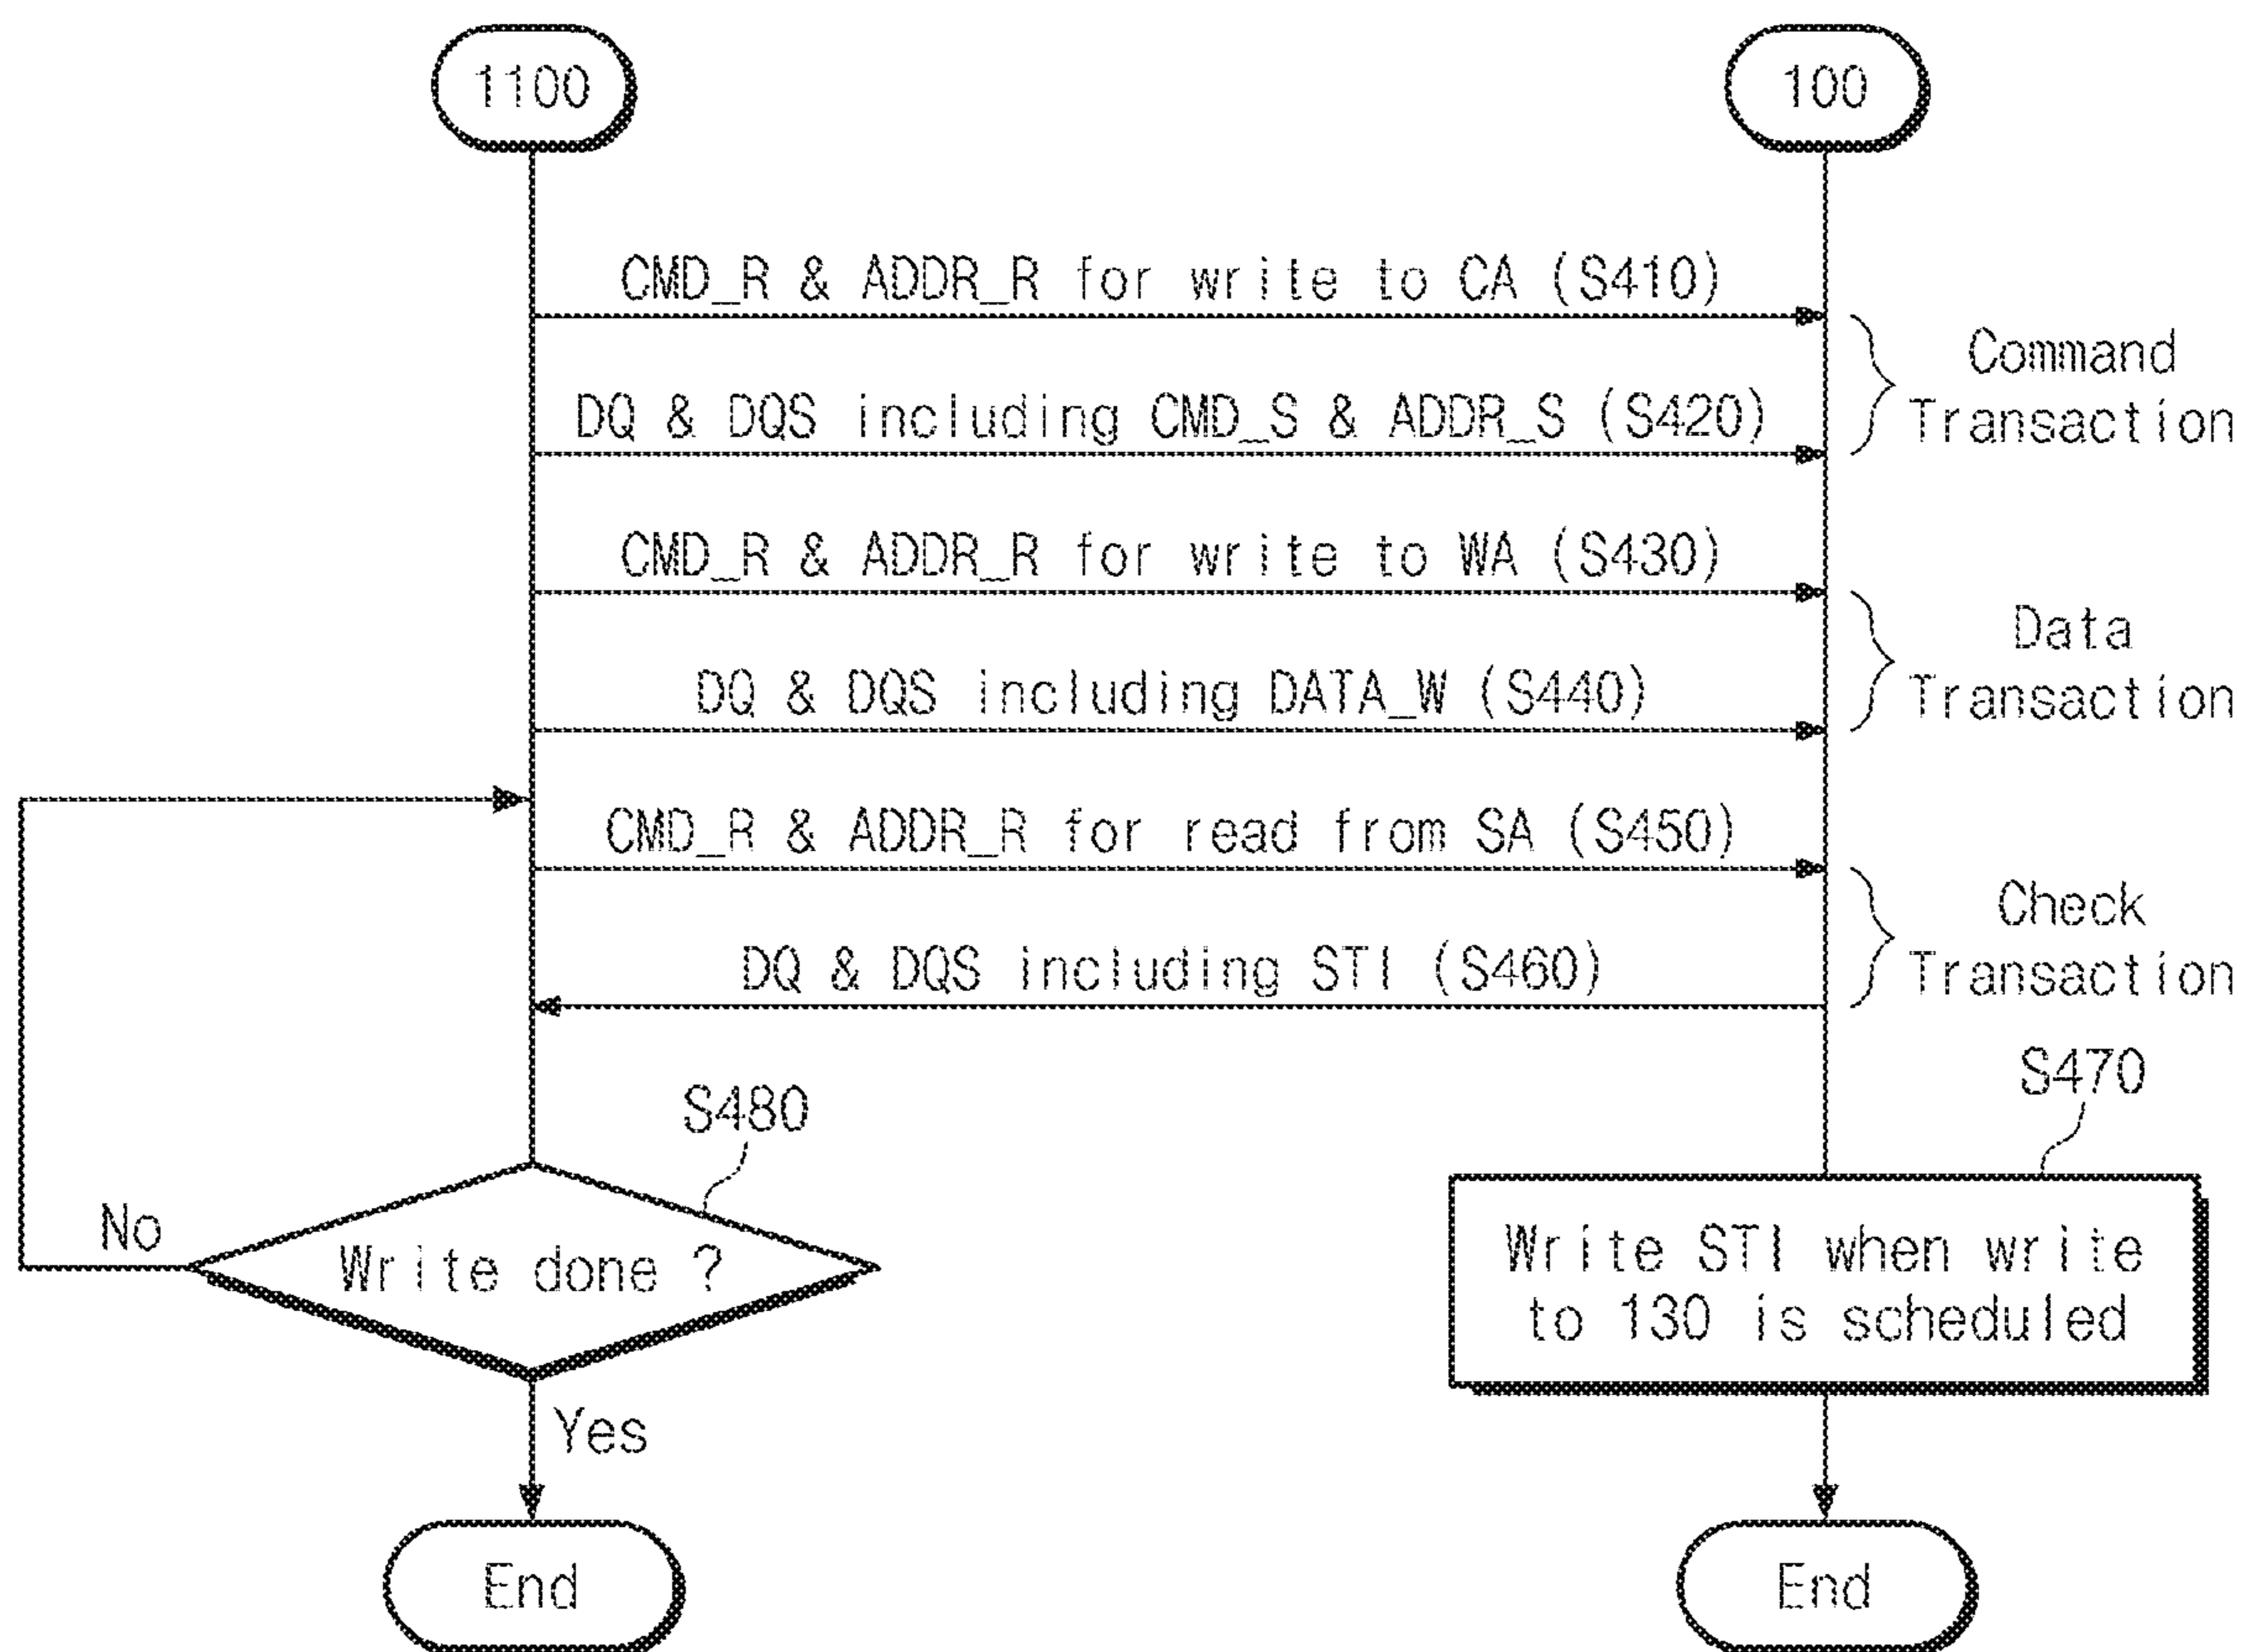 1100
100
CMD_R & ADDR_R for write to CA (S410)
Command
Transaction
DQ & DQS including CMD_S & ADDR_S (S420)
CMD_R & ADDR_R for write to WA (S430)
Data
Transaction
DQ & DQS including DATA_W (S440)
CMD_R & ADDR_R for read from SA (S450)
Check
Transaction
DQ & DQS including STI (S460)
S470
S480
No
Write done ?
Write STI when write
to 130 is scheduled
Yes
End
End